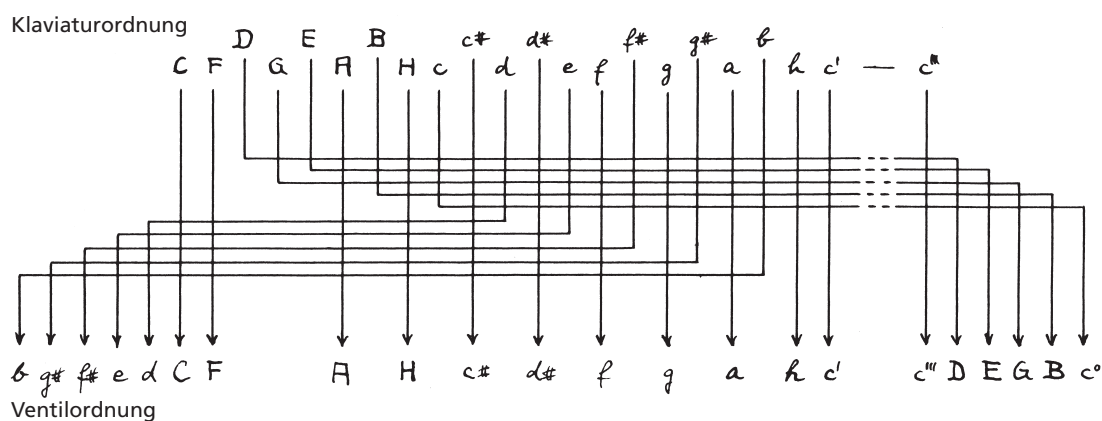 Klaviaturordnung
D E B c# d# f# g# b
C F G A H c d e f g a h c' — c'''
b g# f# e d C F A H c# d# f g a h c' c''' D E G B c°
Ventilordnung